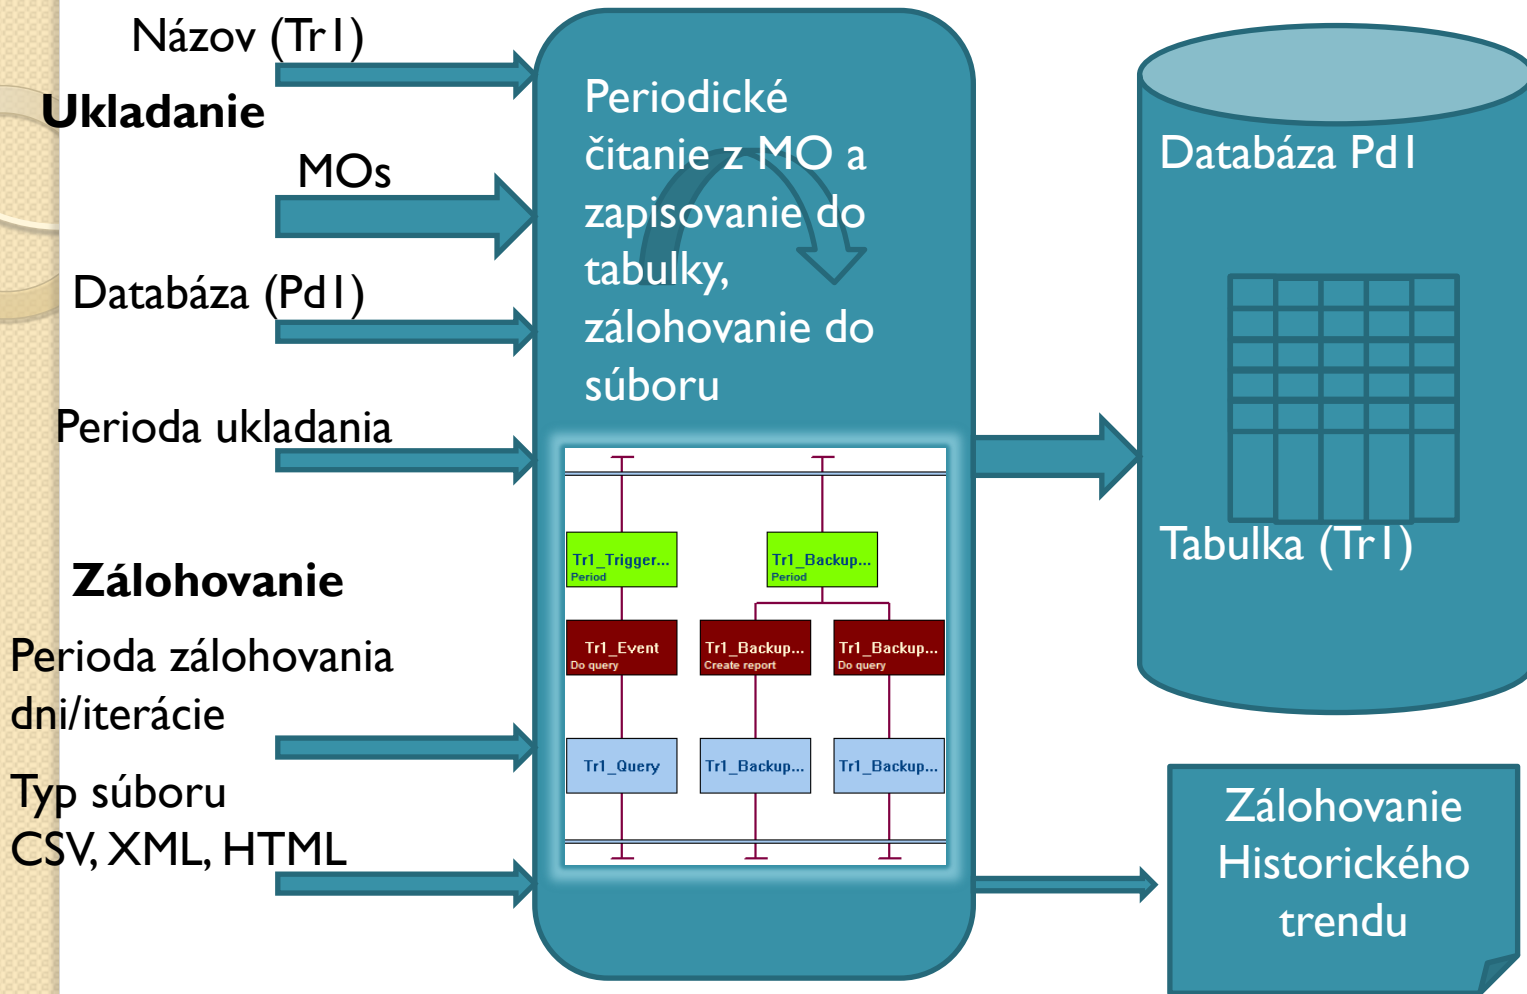 Názov (Tr1)
Ukladanie
MOs
Databáza (Pd1)
Perioda ukladania
Zálohovanie
Perioda zálohovania
dni/iterácie
Typ súboru
CSV, XML, HTML
Periodické
čitanie z MO a
zapisovanie do
tabulky,
zálohovanie do
súboru
Tr1_Trigger...
Period
Tr1_Backup...
Period
Tr1_Event
Do query
Tr1_Backup...
Create report
Tr1_Backup...
Do query
Tr1_Query
Tr1_Backup...
Tr1_Backup...
Databáza Pd1
Tabulka (Tr1)
Zálohovanie
Historického
trendu